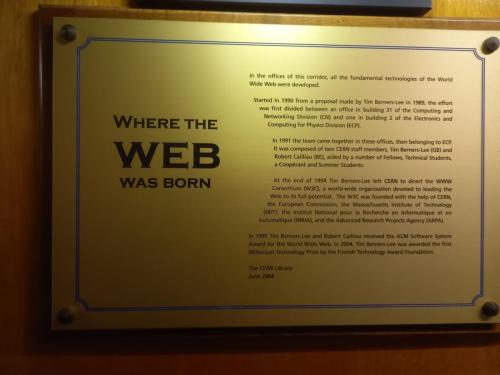 WHERE THE
WEB
WAS BORN
In the offices of this corridor, all the fundamental technologies of the World
Wide Web were developed.
Started in 1990 from a proposal made by Tim Berners-Lee in 1989, the effort
was first divided between an office in building 31 of the Computing and
Networking Division (CN) and one in building 2 of the Electronics and
Computing for Physics Division (ECP).
In 1991 the team came together in these offices, then belonging to ECP.
It was composed of two CERN staff members, Tim Berners-Lee (GB) and
Robert Cailliau (BE), aided by a number of Fellows, Technical Students,
a Coopérant and Summer Students.
At the end of 1994 Tim Berners-Lee left CERN to direct the WWW
Consortium (W3C), a world-wide organization devoted to leading the
Web to its full potential. The W3C was founded with the help of CERN,
the European Commission, the Massachusetts Institute of Technology
(MIT), the Institut National pour la Recherche en Informatique et en
Automatique (INRIA), and the Advanced Research Projects Agency (ARPA).
In 1995 Tim Berners-Lee and Robert Cailliau received the ACM Software System
Award for the World Wide Web. In 2004, Tim Berners-Lee was awarded the first
Millenium Technology Prize by the Finnish Technology Award Foundation.
The CERN Library
June 2004